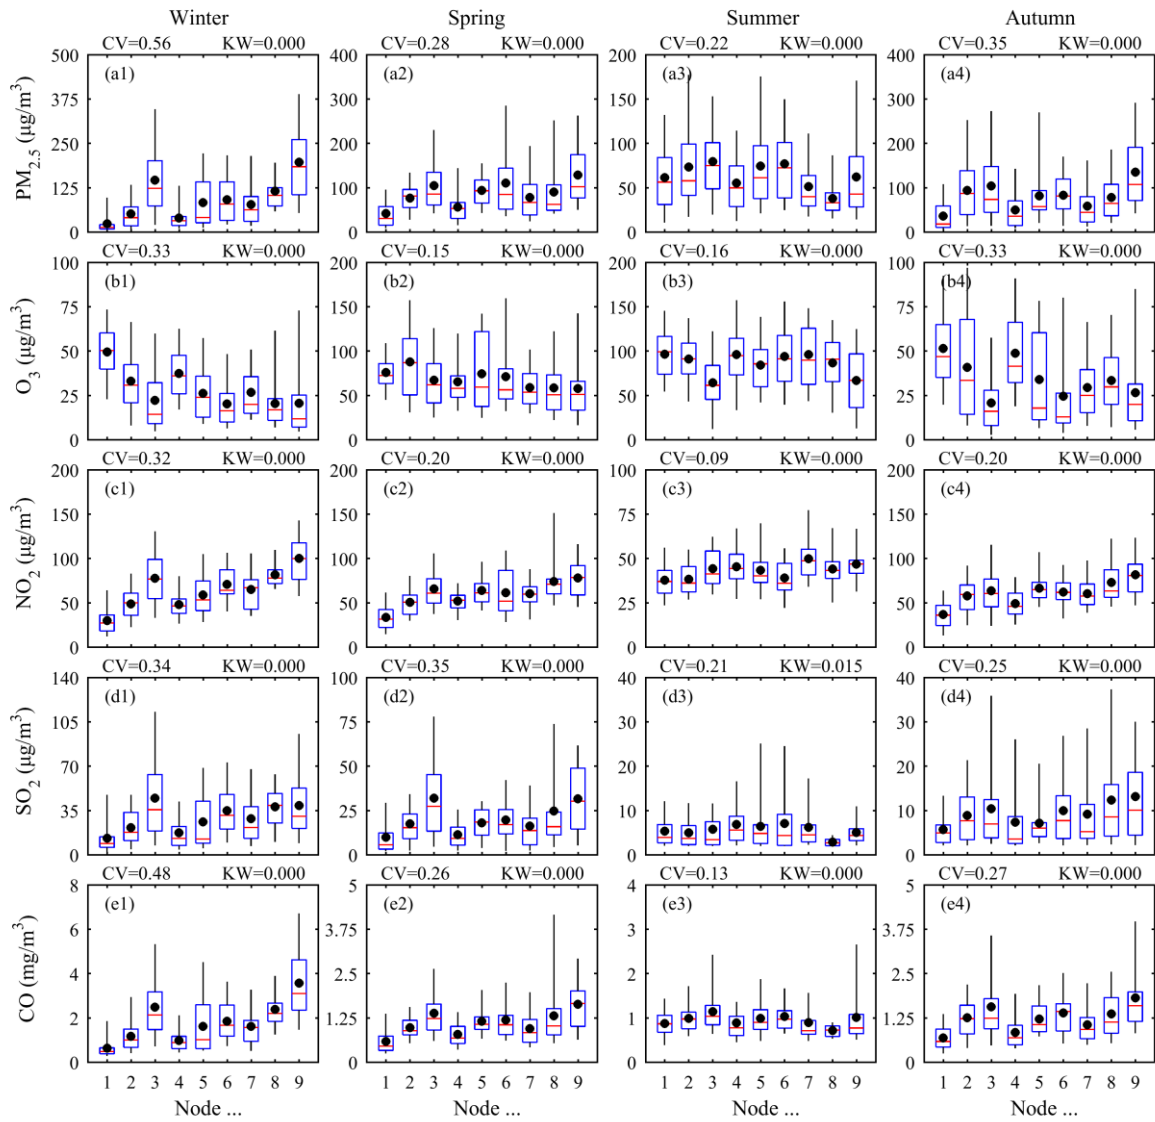 Winter Spring Summer Autumn
CV=0.56 KW=0.000 CV=0.28 KW=0.000 CV=0.22 KW=0.000 CV=0.35 KW=0.000
PM2.5 (μg/m³)
500 375 250 125 0
(a1)
400 300 200 100 0
(a2)
200 150 100 50 0
(a3)
400 300 200 100 0
(a4)
CV=0.33 KW=0.000 CV=0.15 KW=0.000 CV=0.16 KW=0.000 CV=0.33 KW=0.000
O3 (μg/m³)
100 75 50 25 0
(b1)
200 150 100 50 0
(b2)
200 150 100 50 0
(b3)
100 75 50 25 0
(b4)
CV=0.32 KW=0.000 CV=0.20 KW=0.000 CV=0.09 KW=0.000 CV=0.20 KW=0.000
NO2 (μg/m³)
200 150 100 50 0
(c1)
200 150 100 50 0
(c2)
100 75 50 25 0
(c3)
200 150 100 50 0
(c4)
CV=0.34 KW=0.000 CV=0.35 KW=0.000 CV=0.21 KW=0.015 CV=0.25 KW=0.000
SO2 (μg/m³)
140 105 70 35 0
(d1)
100 75 50 25 0
(d2)
40 30 20 10 0
(d3)
40 30 20 10 0
(d4)
CV=0.48 KW=0.000 CV=0.26 KW=0.000 CV=0.13 KW=0.000 CV=0.27 KW=0.000
CO (mg/m³)
8 6 4 2 0
(e1)
5 3.75 2.5 1.25 0
(e2)
4 3 2 1 0
(e3)
5 3.75 2.5 1.25 0
(e4)
1 2 3 4 5 6 7 8 9 1 2 3 4 5 6 7 8 9 1 2 3 4 5 6 7 8 9 1 2 3 4 5 6 7 8 9
Node ... Node ... Node ... Node ...